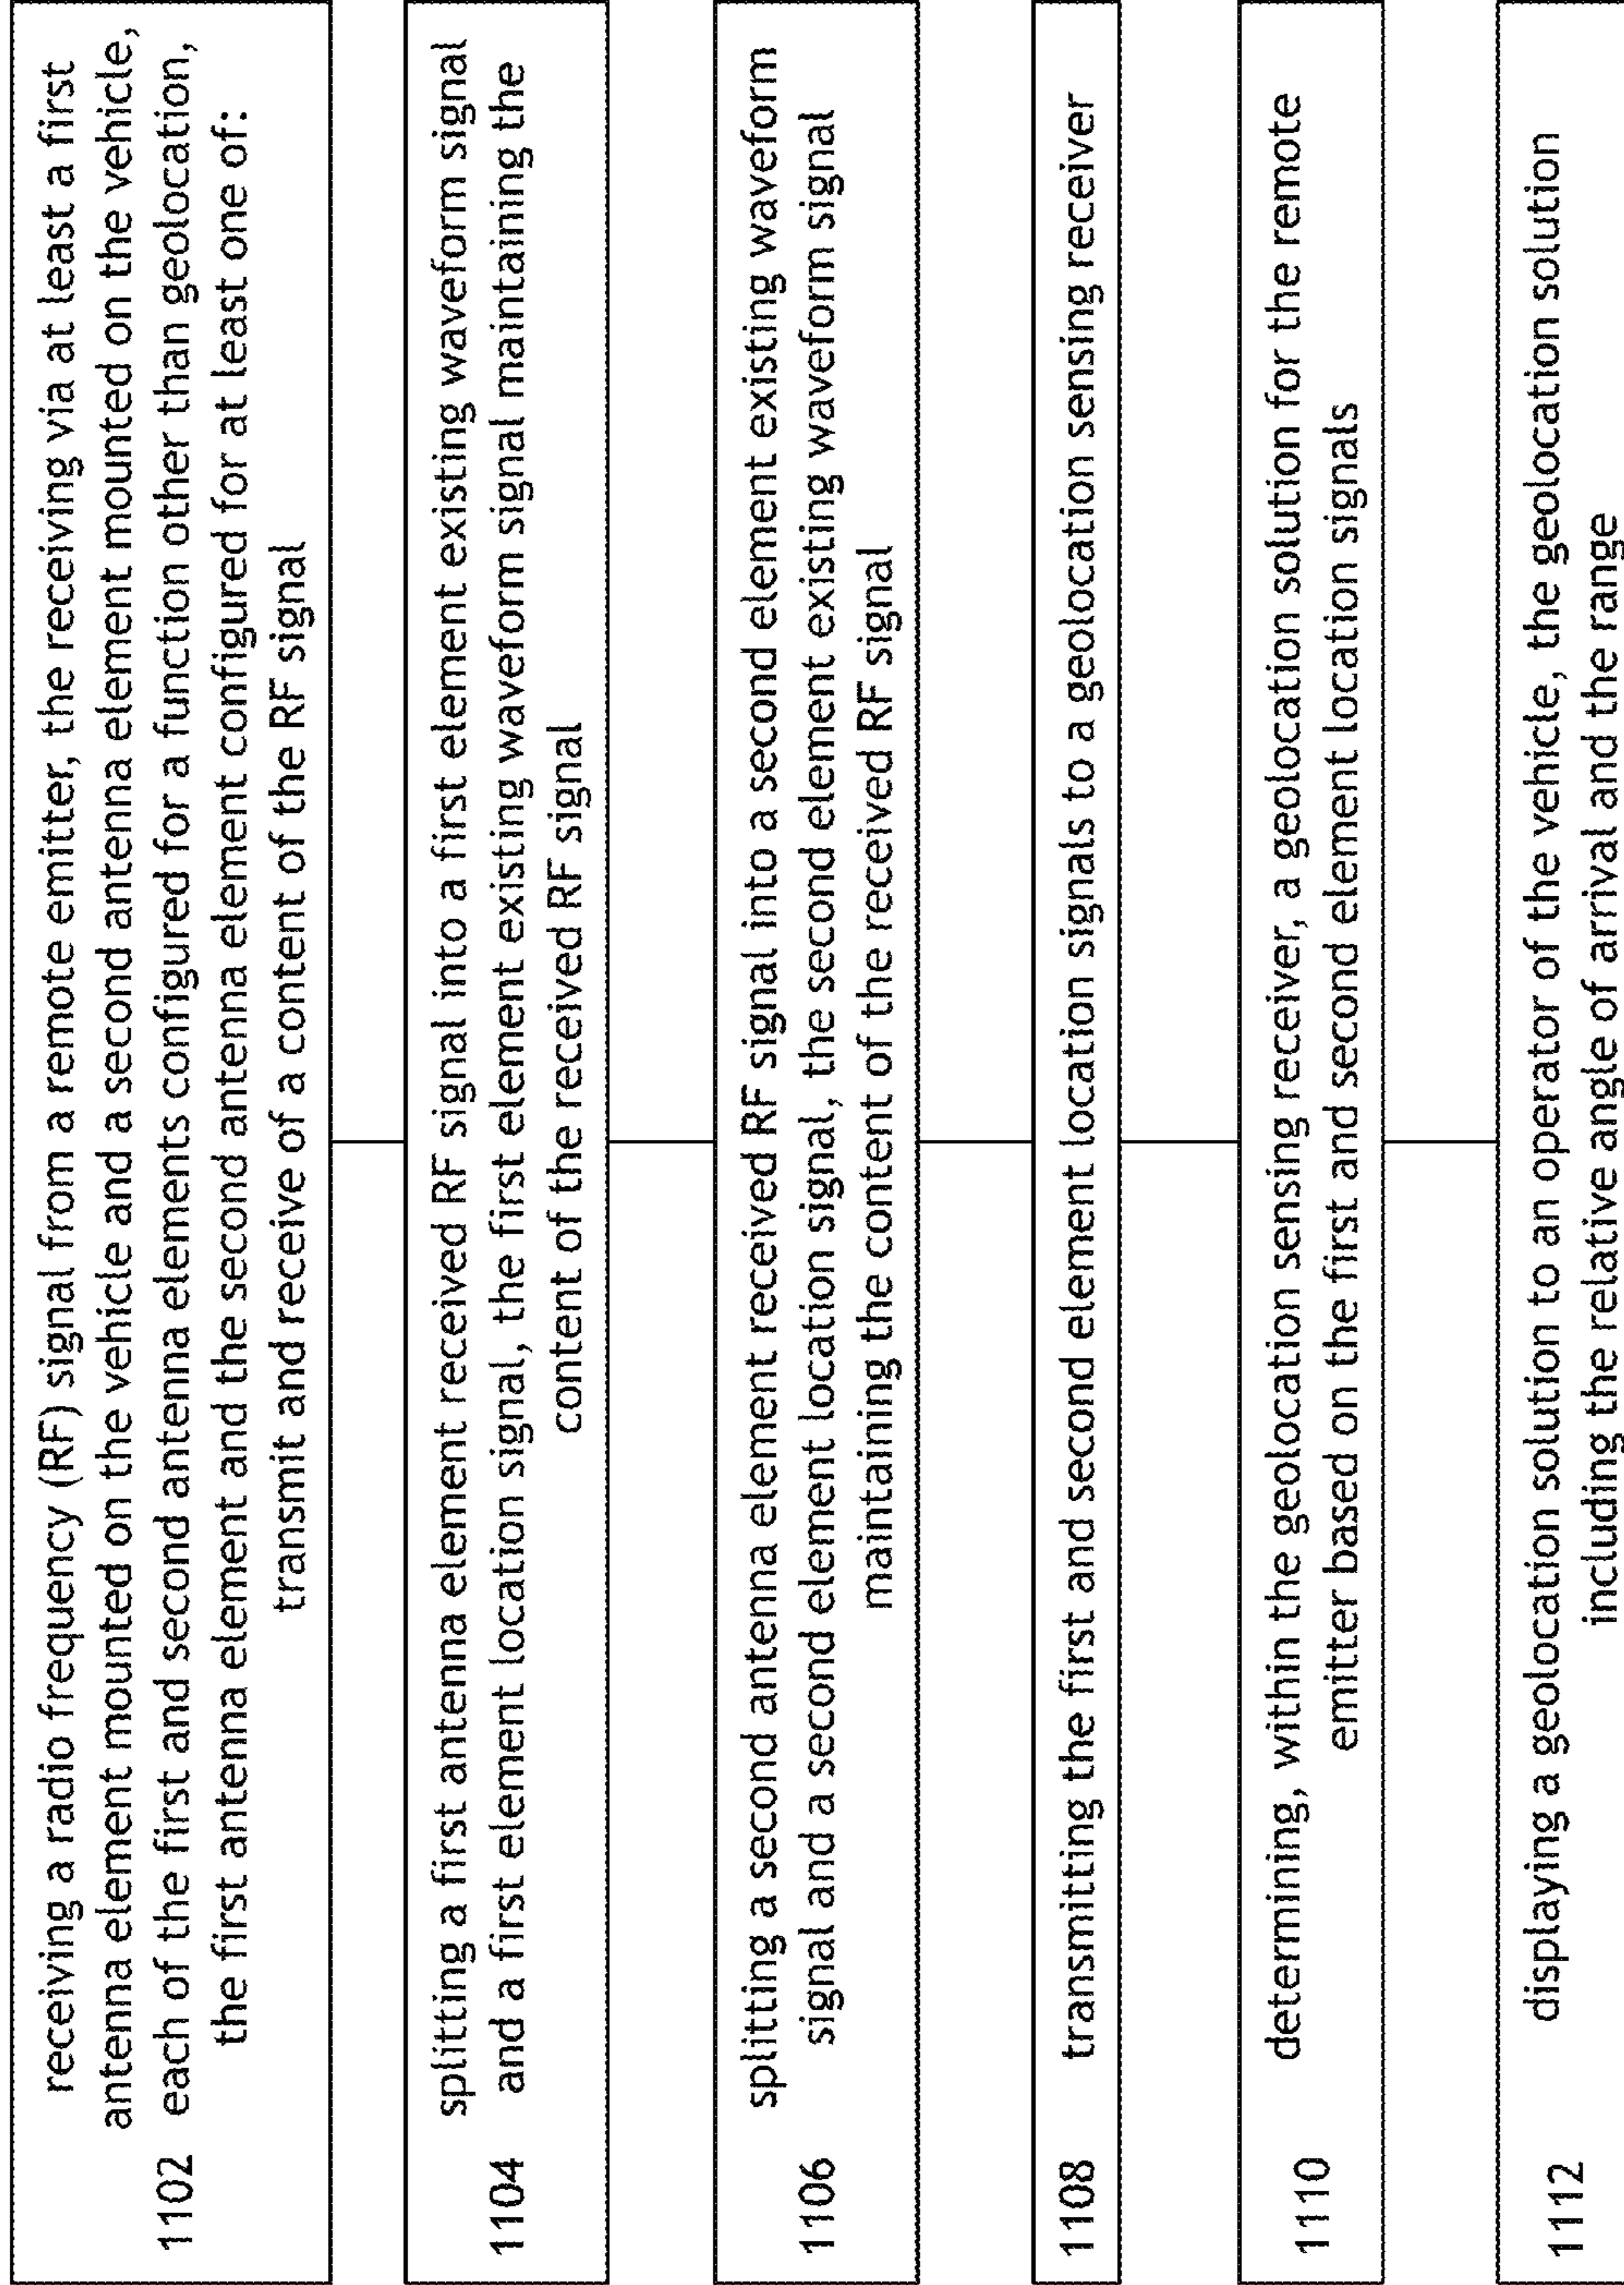 receiving a radio frequency (RF) signal from a remote emitter, the receiving via at least a first
antenna element mounted on the vehicle and a second antenna element mounted on the vehicle,
1102 each of the first and second antenna elements configured for a function other than geolocation,
the first antenna element and the second antenna element configured for at least one of:
transmit and receive of a content of the RF signal
splitting a first antenna element received RF signal into a first element existing waveform signal
1104 and a first element location signal, the first element existing waveform signal maintaining the
content of the received RF signal
splitting a second antenna element received RF signal into a second element existing waveform
1106 signal and a second element location signal, the second element existing waveform signal
maintaining the content of the received RF signal
1108 transmitting the first and second element location signals to a geolocation sensing receiver
determining, within the geolocation sensing receiver, a geolocation solution for the remote
1110 emitter based on the first and second element location signals
displaying a geolocation solution to an operator of the vehicle, the geolocation solution
1112 including the relative angle of arrival and the range